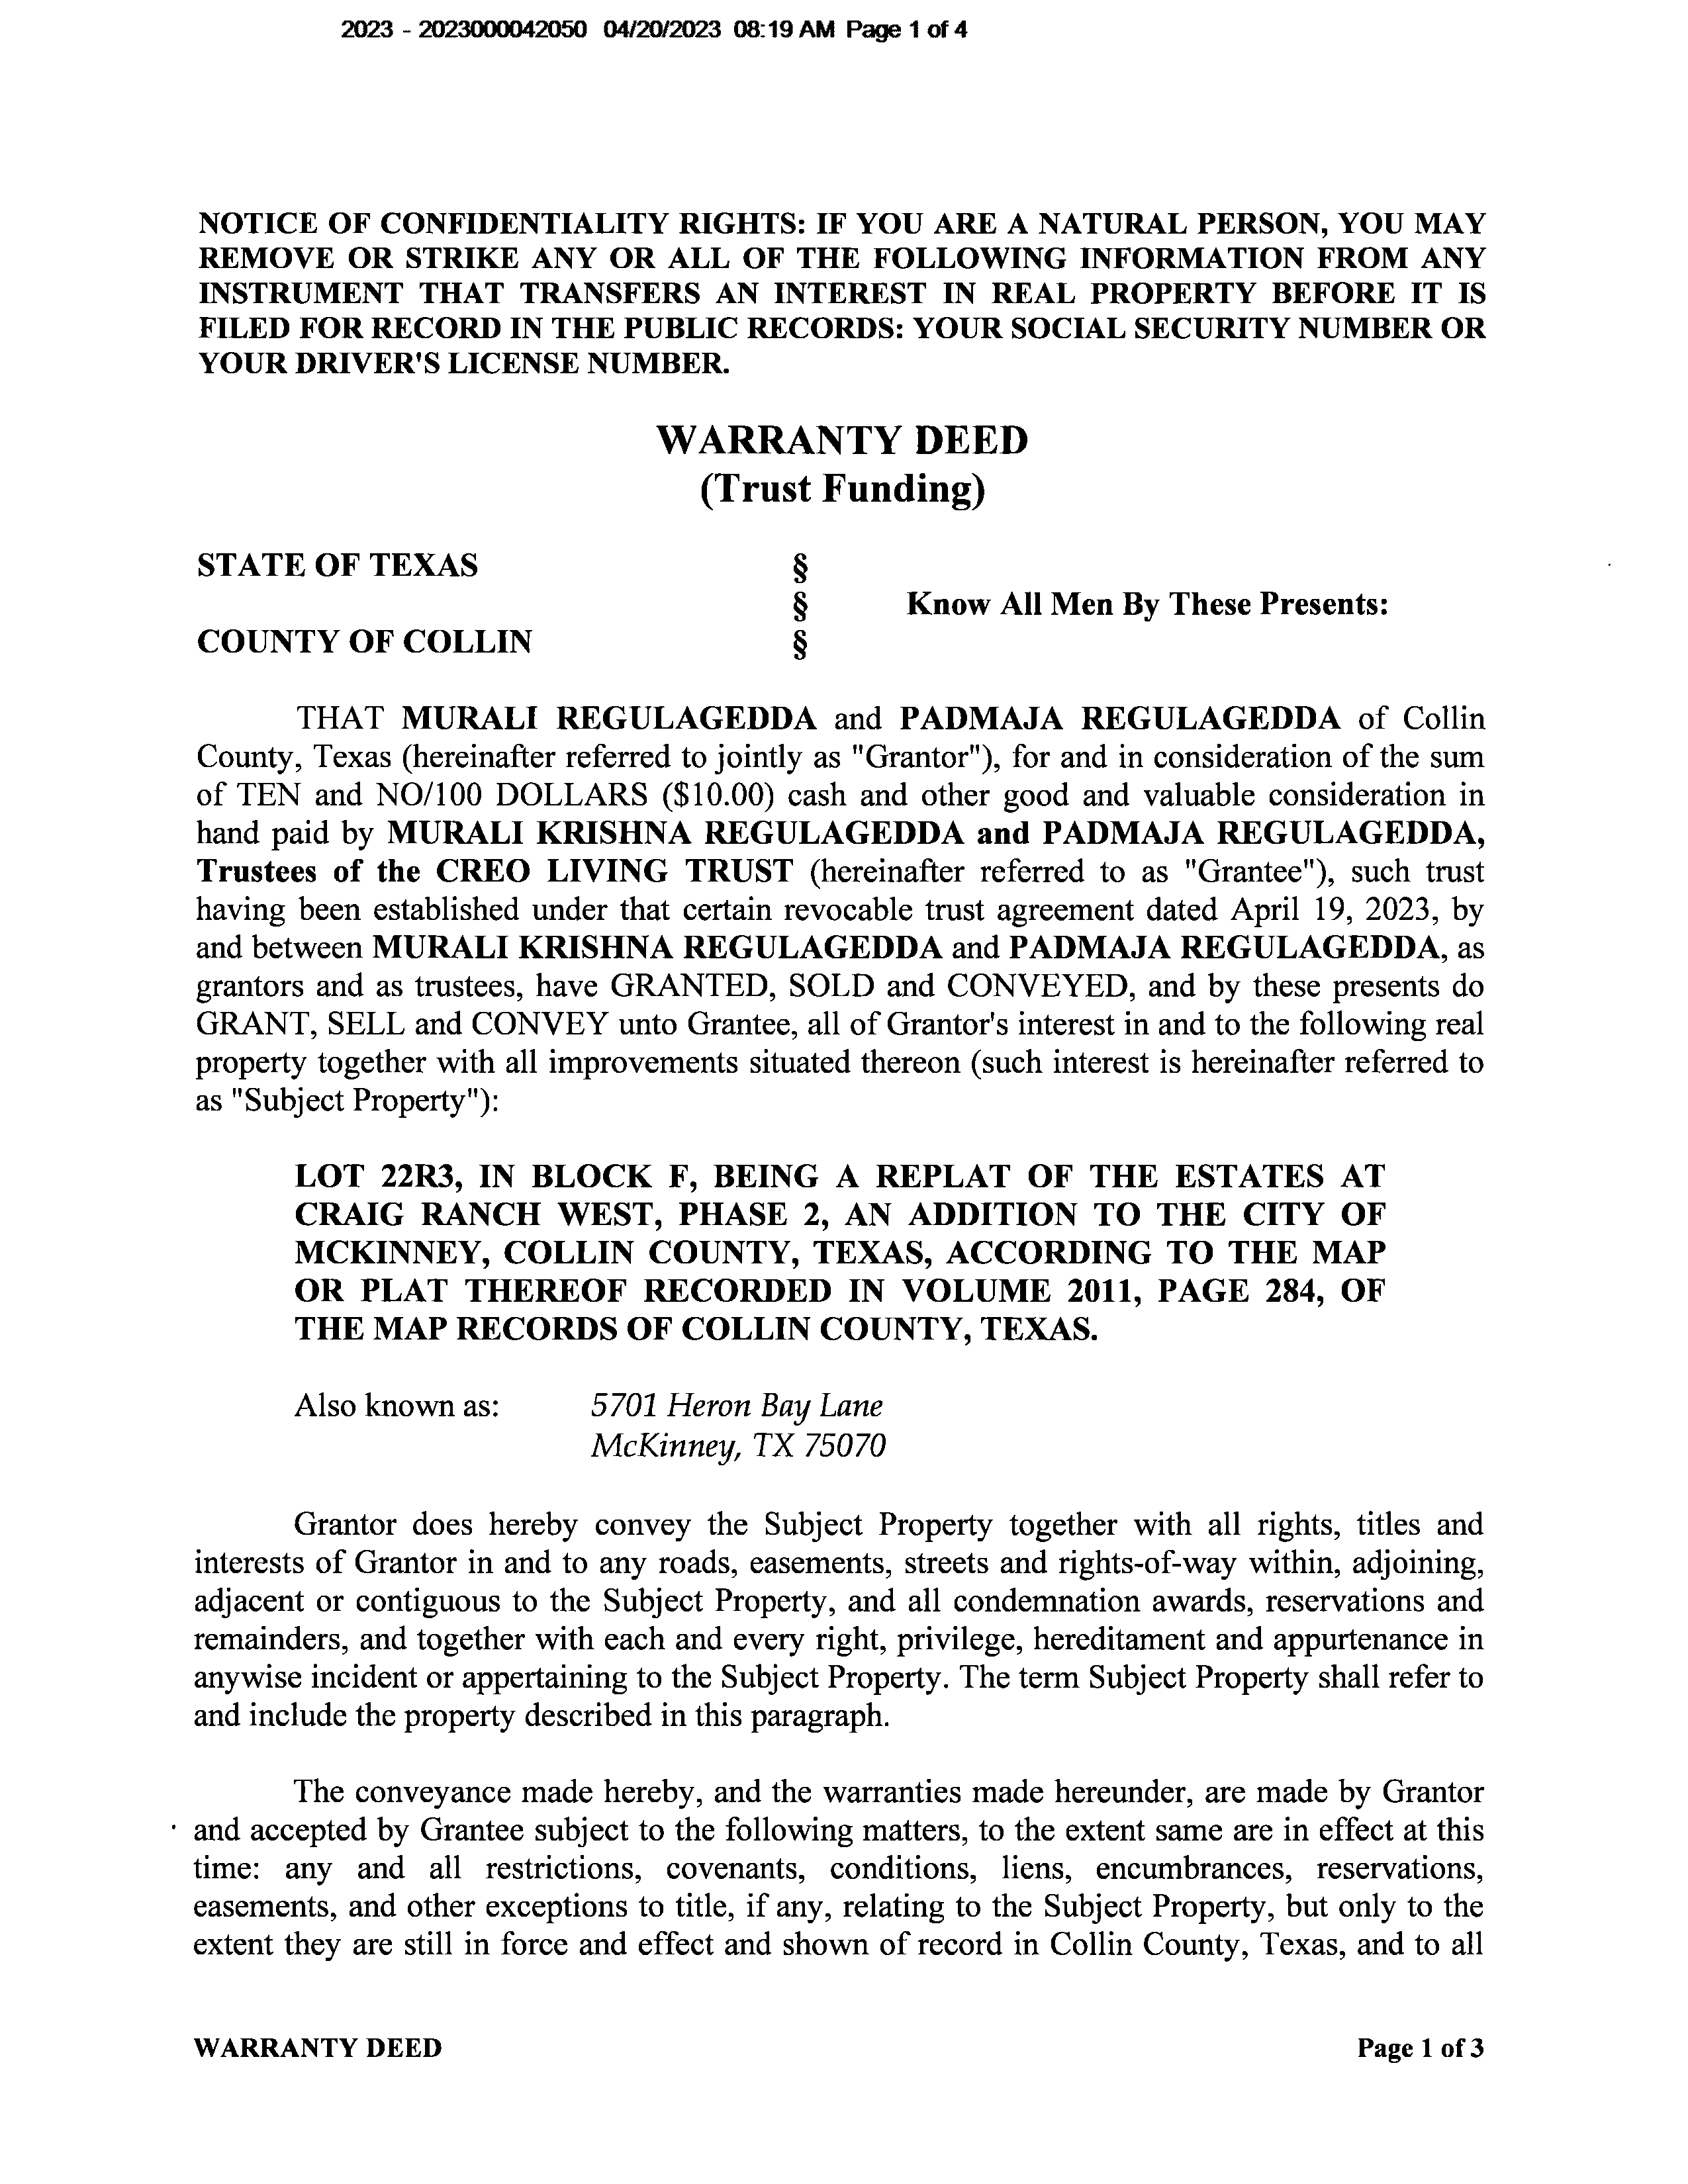 2023 - 2023000042050 04/20/2023 08:19 AM Page 1 of 4
NOTICE OF CONFIDENTIALITY RIGHTS: IF YOU ARE A NATURAL PERSON, YOU MAY
REMOVE OR STRIKE ANY OR ALL OF THE FOLLOWING INFORMATION FROM ANY
INSTRUMENT THAT TRANSFERS AN INTEREST IN REAL PROPERTY BEFORE IT IS
FILED FOR RECORD IN THE PUBLIC RECORDS: YOUR SOCIAL SECURITY NUMBER OR
YOUR DRIVER'S LICENSE NUMBER.
WARRANTY DEED
(Trust Funding)
STATE OF TEXAS §
§ Know All Men By These Presents:
COUNTY OF COLLIN §
THAT MURALI REGULAGEDDA and PADMAJA REGULAGEDDA of Collin
County, Texas (hereinafter referred to jointly as "Grantor"), for and in consideration of the sum
of TEN and NO/100 DOLLARS ($10.00) cash and other good and valuable consideration in
hand paid by MURALI KRISHNA REGULAGEDDA and PADMAJA REGULAGEDDA,
Trustees of the CREO LIVING TRUST (hereinafter referred to as "Grantee"), such trust
having been established under that certain revocable trust agreement dated April 19, 2023, by
and between MURALI KRISHNA REGULAGEDDA and PADMAJA REGULAGEDDA, as
grantors and as trustees, have GRANTED, SOLD and CONVEYED, and by these presents do
GRANT, SELL and CONVEY unto Grantee, all of Grantor's interest in and to the following real
property together with all improvements situated thereon (such interest is hereinafter referred to
as "Subject Property"):
LOT 22R3, IN BLOCK F, BEING A REPLAT OF THE ESTATES AT
CRAIG RANCH WEST, PHASE 2, AN ADDITION TO THE CITY OF
MCKINNEY, COLLIN COUNTY, TEXAS, ACCORDING TO THE MAP
OR PLAT THEREOF RECORDED IN VOLUME 2011, PAGE 284, OF
THE MAP RECORDS OF COLLIN COUNTY, TEXAS.
Also known as: 5701 Heron Bay Lane
McKinney, TX 75070
Grantor does hereby convey the Subject Property together with all rights, titles and
interests of Grantor in and to any roads, easements, streets and rights-of-way within, adjoining,
adjacent or contiguous to the Subject Property, and all condemnation awards, reservations and
remainders, and together with each and every right, privilege, hereditament and appurtenance in
anywise incident or appertaining to the Subject Property. The term Subject Property shall refer to
and include the property described in this paragraph.
The conveyance made hereby, and the warranties made hereunder, are made by Grantor
and accepted by Grantee subject to the following matters, to the extent same are in effect at this
time: any and all restrictions, covenants, conditions, liens, encumbrances, reservations,
easements, and other exceptions to title, if any, relating to the Subject Property, but only to the
extent they are still in force and effect and shown of record in Collin County, Texas, and to all
WARRANTY DEED Page 1 of 3